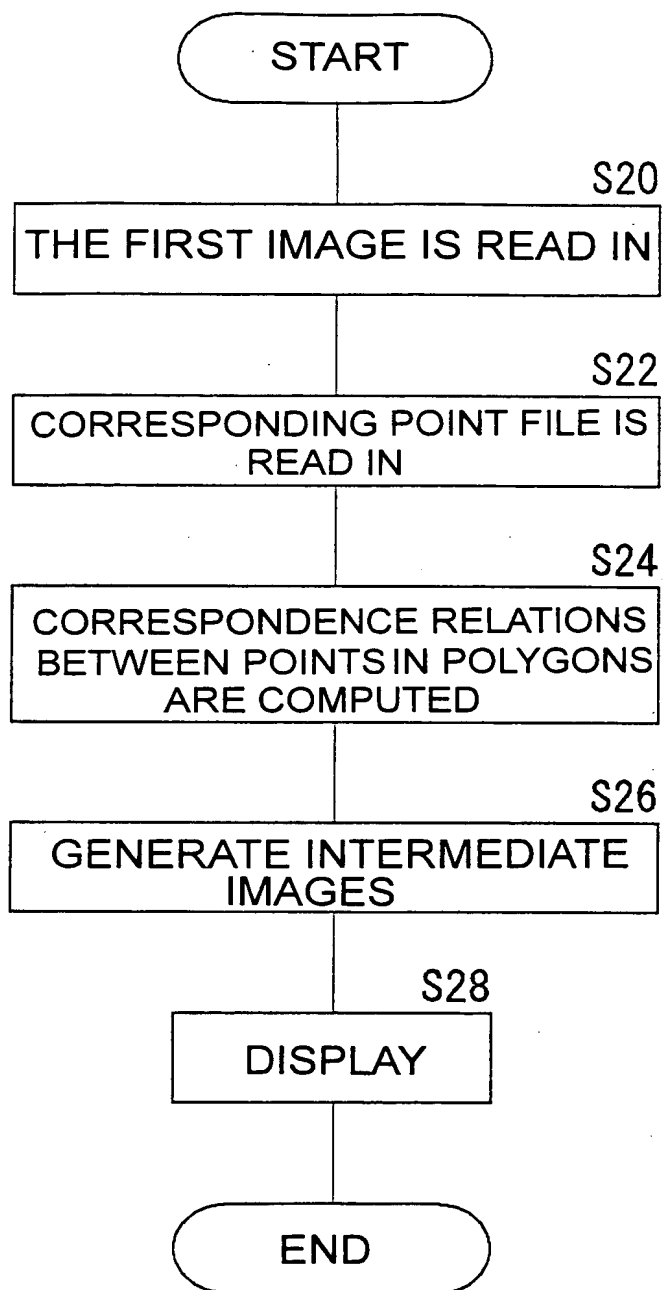 START
S20
THE FIRST IMAGE IS READ IN
S22
CORRESPONDING POINT FILE IS
READ IN
S24
CORRESPONDENCE RELATIONS
BETWEEN POINTS IN POLYGONS
ARE COMPUTED
S26
GENERATE INTERMEDIATE
IMAGES
S28
DISPLAY
END